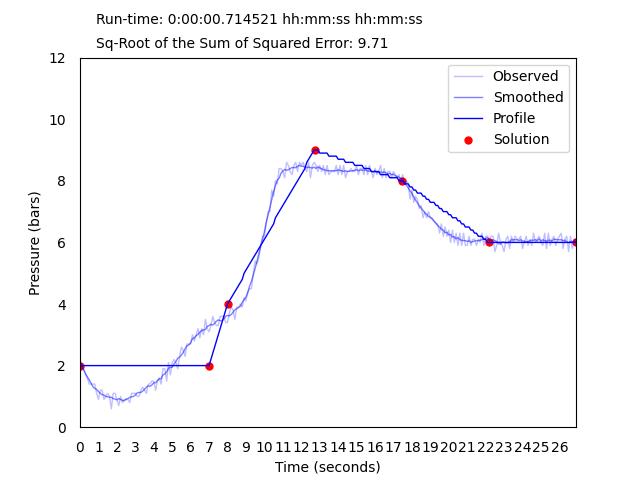 Run-time: 0:00:00.714521 hh:mm:ss hh:mm:ss
Sq-Root of the Sum of Squared Error: 9.71
12
10
8
6
4
2
0
Pressure (bars)
Observed
Smoothed
Profile
Solution
0 1 2 3 4 5 6 7 8 9 10 11 12 13 14 15 16 17 18 19 20 21 22 23 24 25 26
Time (seconds)